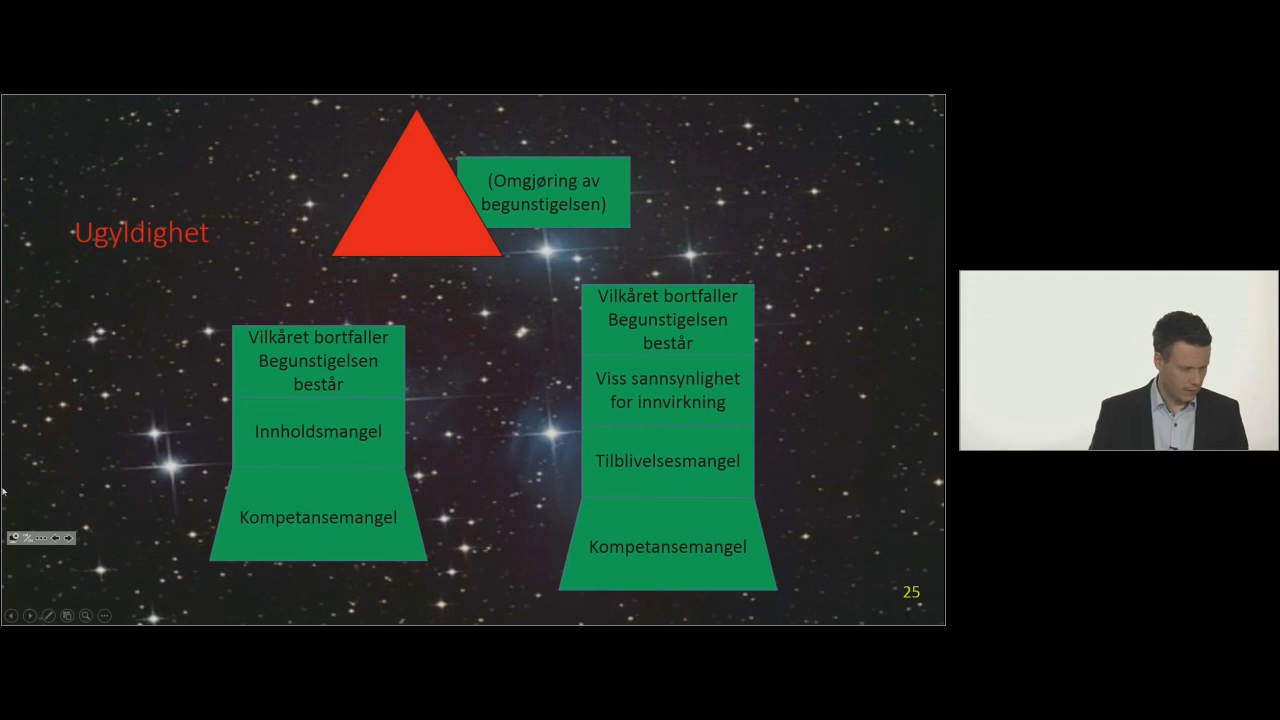 (Omgjøring av
begunstigelsen)
Ugyldighet
Vilkåret bortfaller
Begunstigelsen
består
Innholdsmangel
Kompetansemangel
Vilkåret bortfaller
Begunstigelsen
består
Viss sannsynlighet
for innvirkning
Tilblivelsesmangel
Kompetansemangel
25